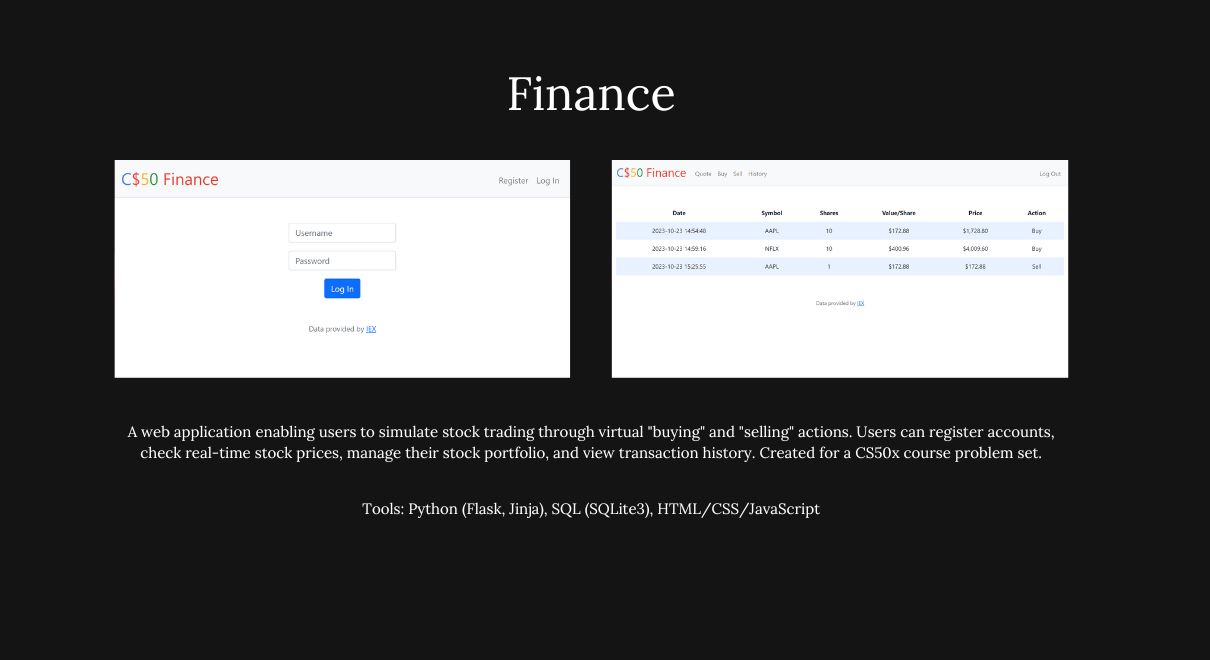 Finance
C$50 Finance Register Log In
Username
Password
Log In
Data provided by IEX
C$50 Finance Quote Buy Sell History Log Out
Date Symbol Shares Value/Share Price Action
2023-10-23 14:54:48 AAPL 10 $172.88 $1,728.80 Buy
2023-10-23 14:59:16 NFLX 10 $400.96 $4,009.60 Buy
2023-10-23 15:25:55 AAPL 1 $172.88 $172.88 Sell
Data provided by IEX
A web application enabling users to simulate stock trading through virtual "buying" and "selling" actions. Users can register accounts,
check real-time stock prices, manage their stock portfolio, and view transaction history. Created for a CS50x course problem set.
Tools: Python (Flask, Jinja), SQL (SQLite3), HTML/CSS/JavaScript